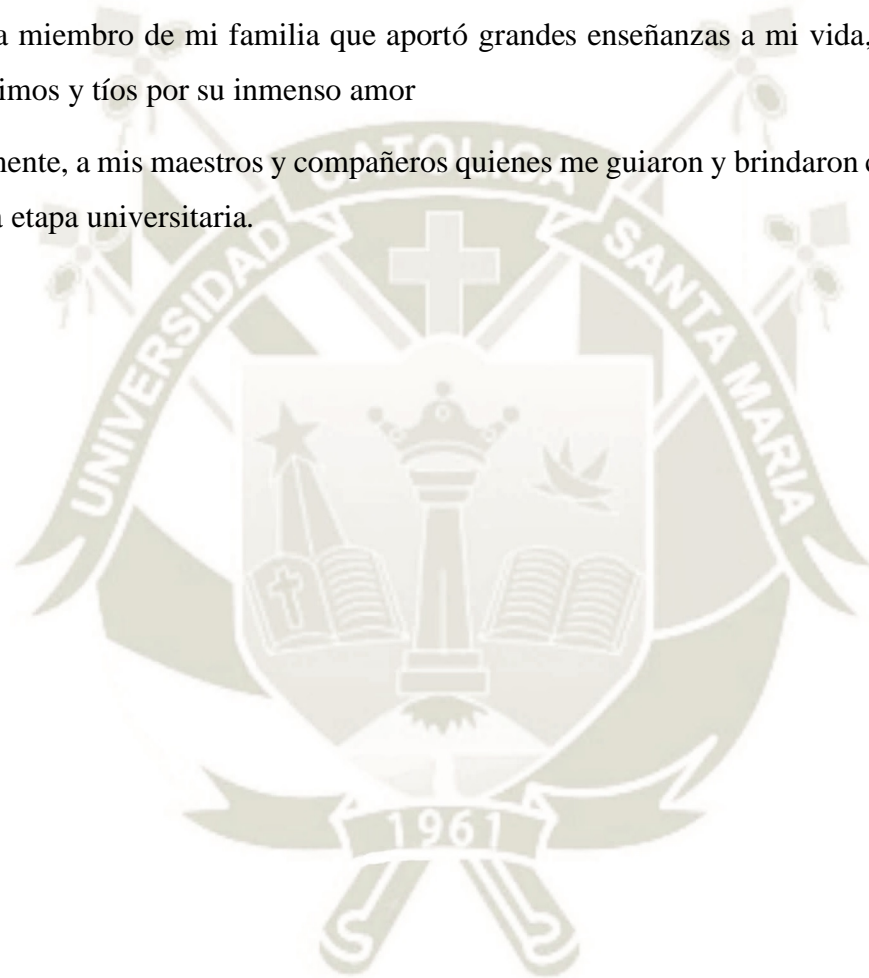 a miembro de mi familia que aportó grandes enseñanzas a mi vida,
imos y tíos por su inmenso amor
mente, a mis maestros y compañeros quienes me guiaron y brindaron
a etapa universitaria.
UNIVERSIDAD CATOLICA SANTA MARIA
1961